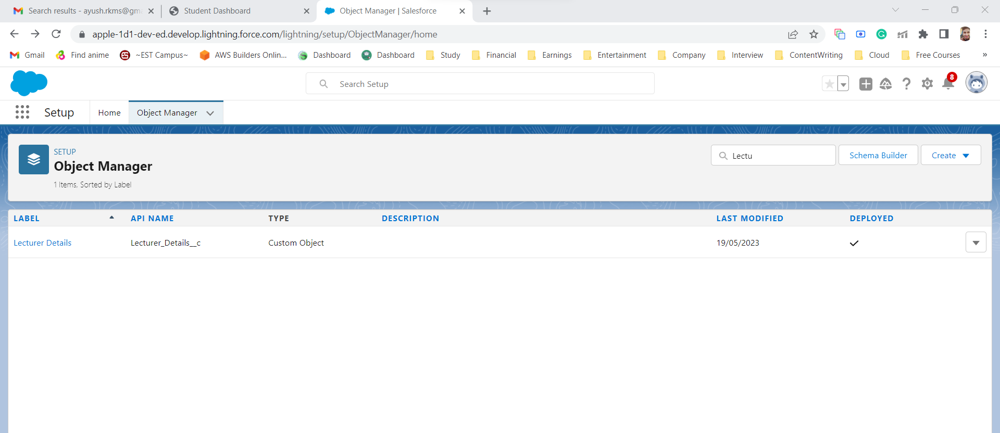 Search results - ayush.rkms@gm
Student Dashboard
Object Manager | Salesforce
apple-1d1-dev-ed.develop.lightning.force.com/lightning/setup/ObjectManager/home
Gmail
Find anime
~EST Campus~
AWS Builders Onlin...
Dashboard
Dashboard
Study
Financial
Earnings
Entertainment
Company
Interview
ContentWriting
Cloud
Free Courses
»
Search Setup
8
Setup
Home
Object Manager
SETUP
Object Manager
1 Items, Sorted by Label
Lectu
Schema Builder
Create
LABEL API NAME TYPE DESCRIPTION LAST MODIFIED DEPLOYED
Lecturer Details Lecturer_Details__c Custom Object 19/05/2023